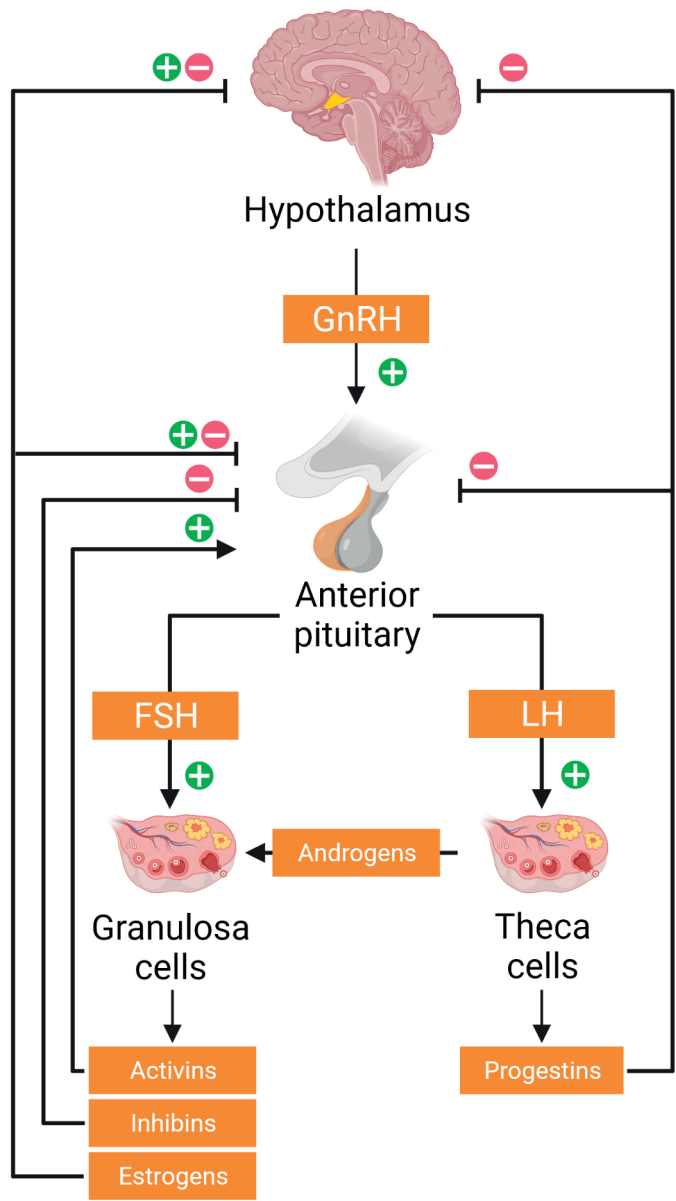 Hypothalamus
GnRH
Anterior
pituitary
FSH
LH
Androgens
Granulosa
cells
Theca
cells
Activins
Progestins
Inhibins
Estrogens